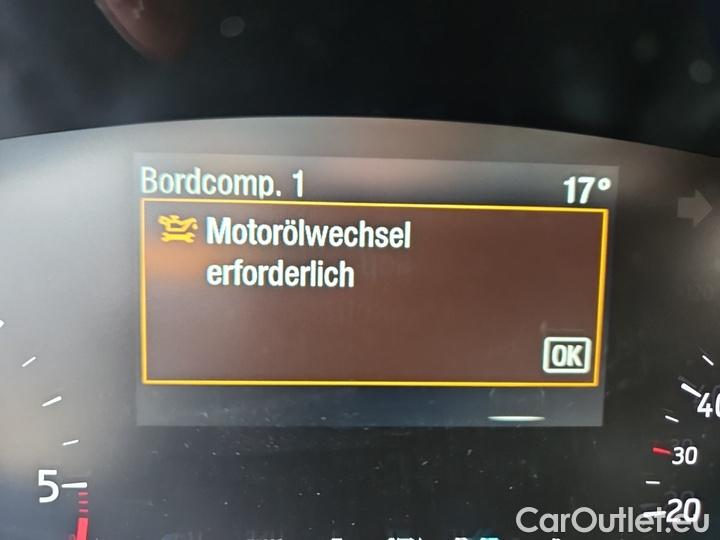 Bordcomp. 1 17°
Motorölwechsel
erforderlich
OK
5
40
30
20
CarOutlet.eu